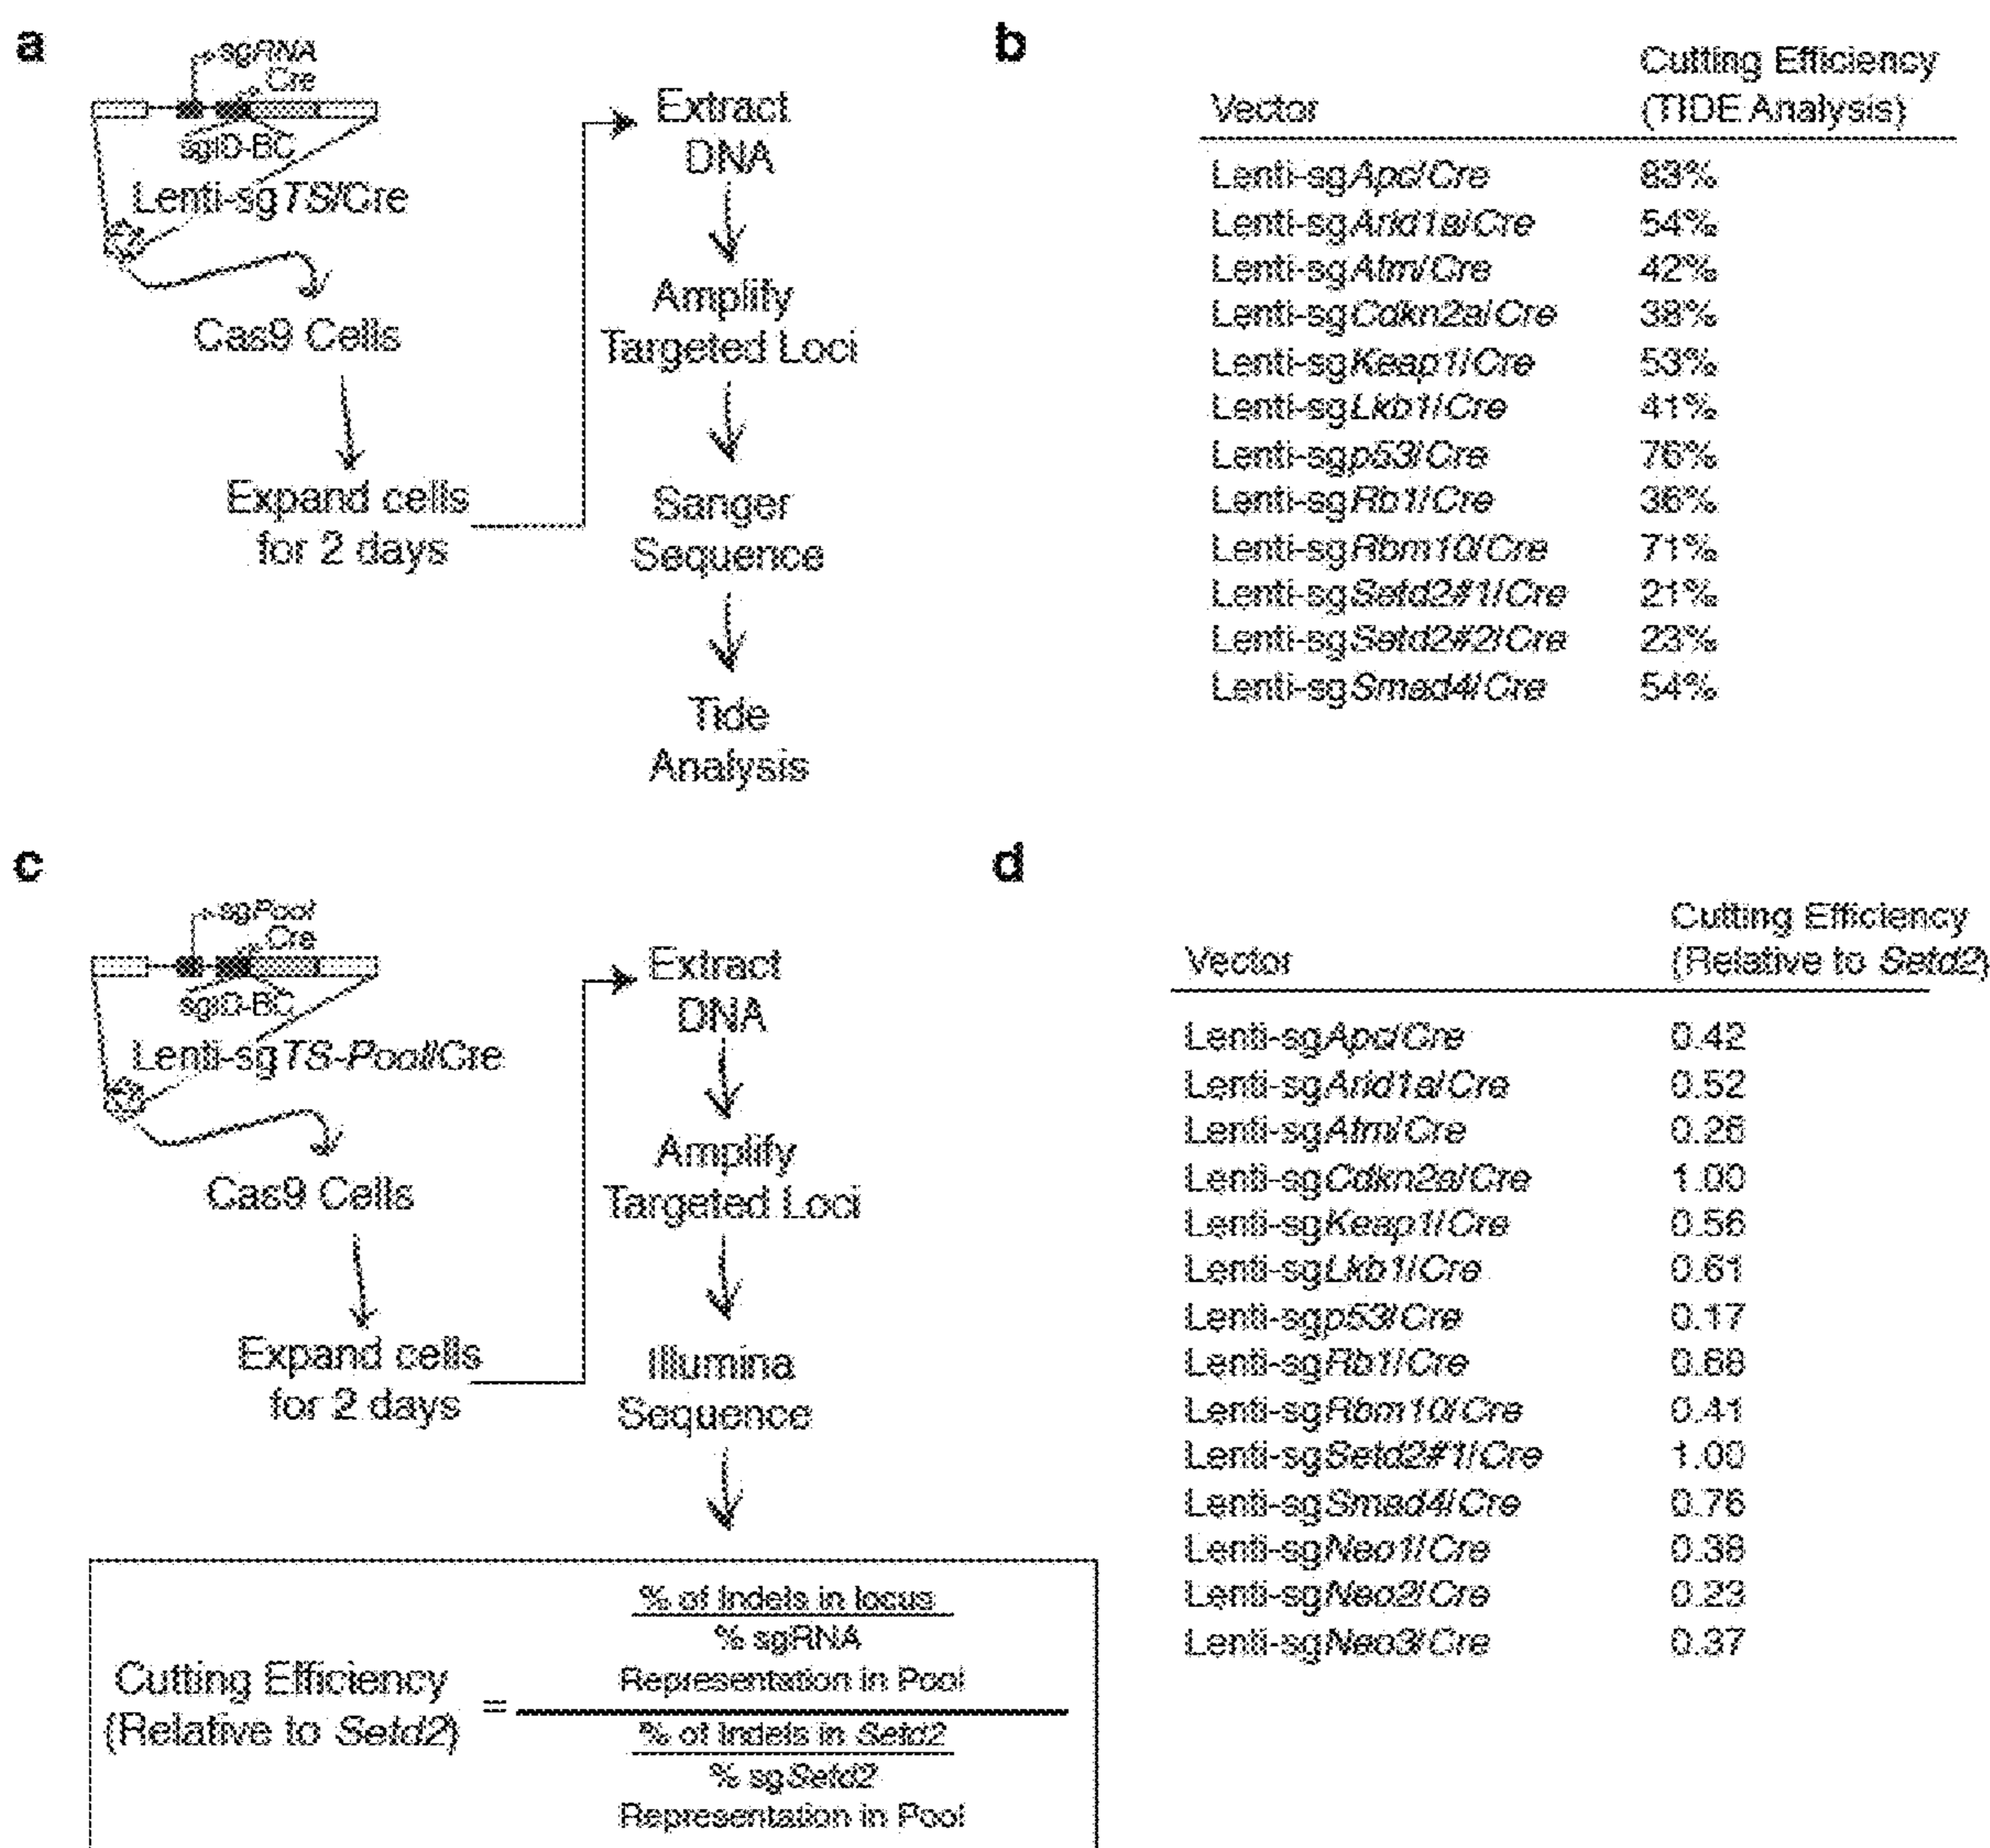 a
sgRNA
Cre
sgID-BC
Lenti-sgTS/Cre
Cas9 Cells
Expand cells
for 2 days
Extract
DNA
Amplify
Targeted Loci
Sanger
Sequence
Tide
Analysis
b
Vector
Cutting Efficiency
(TIDE Analysis)
Lenti-sgApc/Cre
Lenti-sgArid1a/Cre 54%
Lenti-sgAtm/Cre 42%
Lenti-sgCdkn2a/Cre 38%
Lenti-sgKeap1/Cre 53%
Lenti-sgLkb1/Cre 41%
Lenti-sgp53/Cre 76%
Lenti-sgRb1/Cre 36%
Lenti-sgRbm10/Cre 71%
Lenti-sgSetd2#1/Cre 21%
Lenti-sgSetd2#2/Cre 23%
Lenti-sgSmad4/Cre 54%
c
sgPool
Cre
sgID-BC
Lenti-sgTS-Pool/Cre
Cas9 Cells
Expand cells
for 2 days
Extract
DNA
Amplify
Targeted Loci
Illumina
Sequence
Cutting Efficiency
(Relative to Setd2)
=
% of Indels in locus
% sgRNA
Representation in Pool
% of Indels in Setd2
% sgSetd2
Representation in Pool
d
Vector
Cutting Efficiency
(Relative to Setd2)
Lenti-sgApc/Cre 0.42
Lenti-sgArid1a/Cre 0.52
Lenti-sgAtm/Cre
Lenti-sgCdkn2a/Cre 1.00
Lenti-sgKeap1/Cre 0.56
Lenti-sgLkb1/Cre
Lenti-sgp53/Cre 0.17
Lenti-sgRb1/Cre
Lenti-sgRbm10/Cre 0.41
Lenti-sgSetd2#1/Cre 1.00
Lenti-sgSmad4/Cre 0.76
Lenti-sgNeo1/Cre
Lenti-sgNeo2/Cre 0.23
Lenti-sgNeo3/Cre 0.37